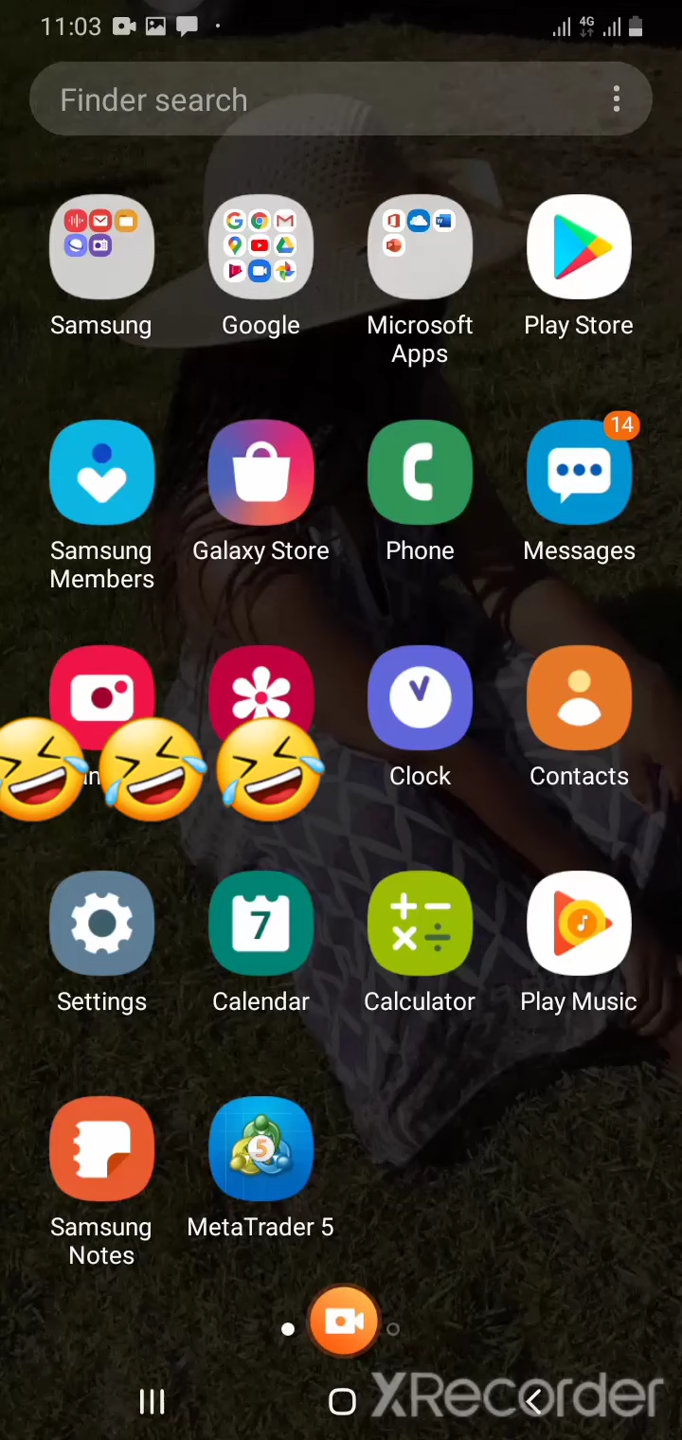 11:03
4G
Finder search
Samsung
Google
Microsoft
Apps
Play Store
14
Samsung
Members
Galaxy Store
Phone
Messages
Clock
Contacts
7
Settings
Calendar
Calculator
Play Music
5
Samsung
Notes
MetaTrader 5
XRecorder